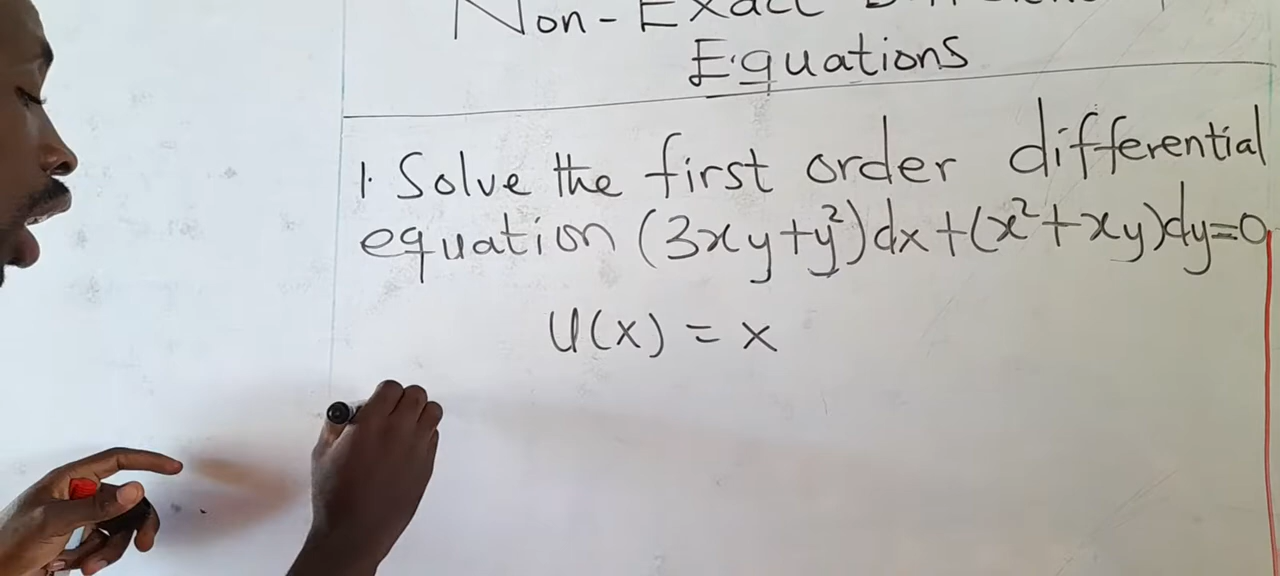 Non-Exact
Equations
1. Solve the first order differential
equation (3xy+y²)dx+(x²+xy)dy=0,
U(x) = x